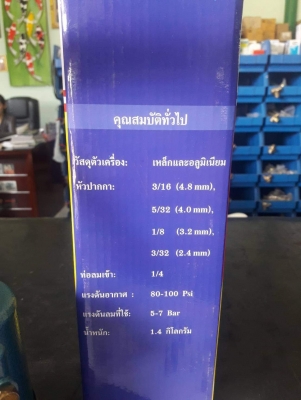 คุณสมบัติทั่วไป
วัสดุตัวเครื่อง: เหล็กและอลูมิเนียม
หัวปากกา: 3/16 (4.8 mm),
5/32 (4.0 mm),
1/8 (3.2 mm),
3/32 (2.4 mm)
ท่อลมเข้า: 1/4
แรงดันอากาศ : 80-100 Psi
แรงดันลมที่ใช้: 5-7 Bar
น้ำหนัก: 1.4 กิโลกรัม